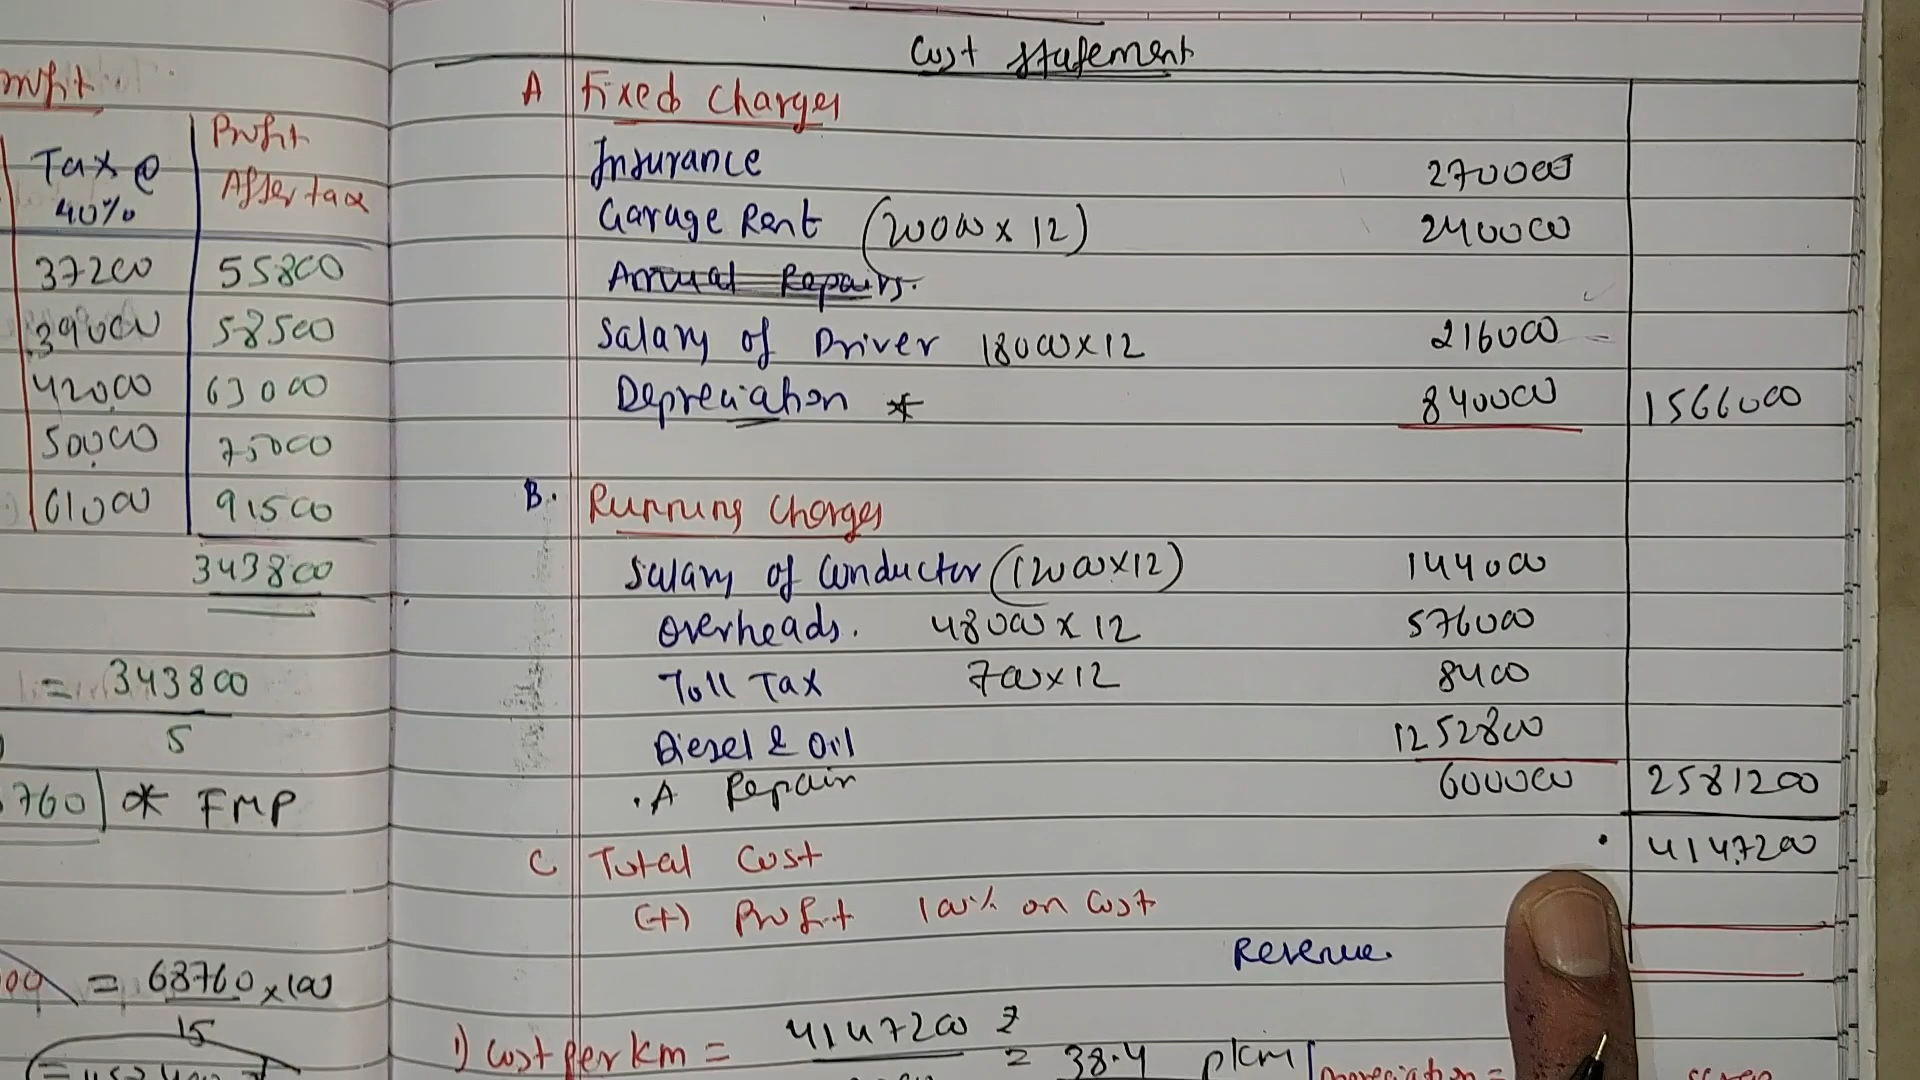 mfit
Tax @ 40%
Profit After tax
37200 55800
39000 58500
42000 63000
50000 75000
61000 91500
343800
= 343800
5
760 * FMP
= 68760 x 100
15
Cost statement
A Fixed Charges
Insurance 270000
Garage Rent (20000 x 12) 240000
Annual Repairs.
Salary of Driver 18000x12 216000
Depreciation * 840000 1566000
B. Running Charges
Salary of Conductor (12000x12) 144000
Overheads. 48000 x 12 576000
Toll Tax 700x12 8400
Diesel & Oil 1252800
A Repair 600000 2581200
C Total Cost 4147200
(+) Profit 100% on Cost
Revenue.
1) Cost per km = 4147200 = 38.4 pkm